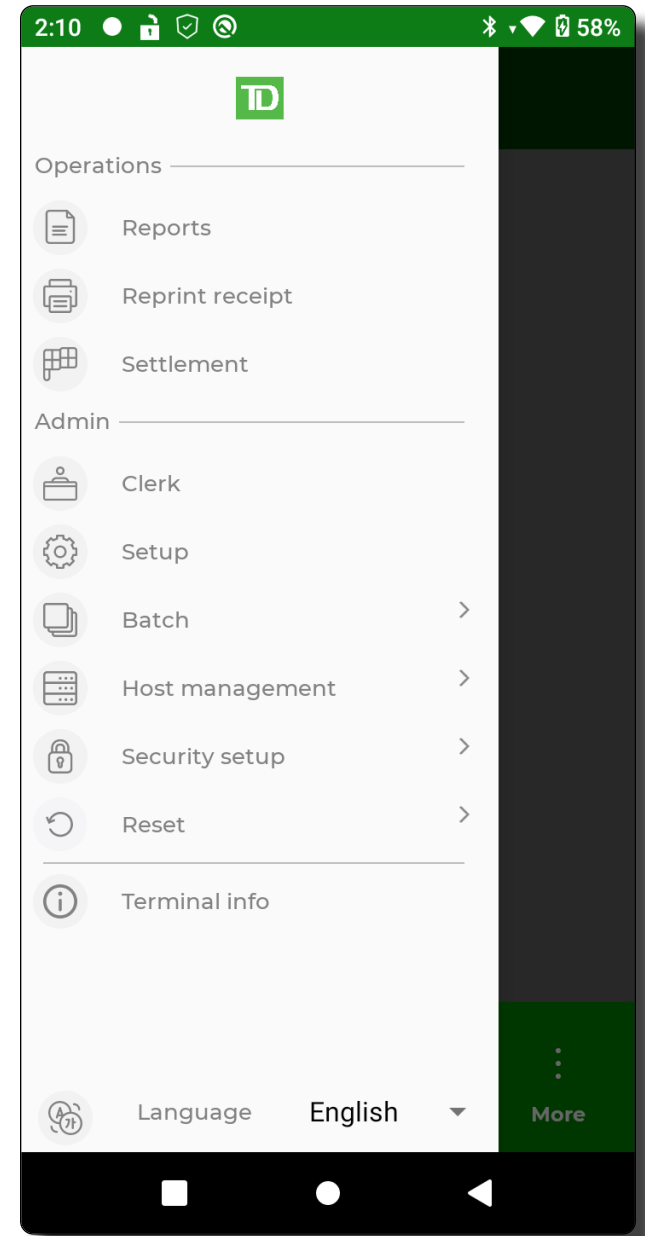 2:10
58%
TD
Operations
Reports
Reprint receipt
Settlement
Admin
Clerk
Setup
Batch
Host management
Security setup
Reset
Terminal info
Language English
More